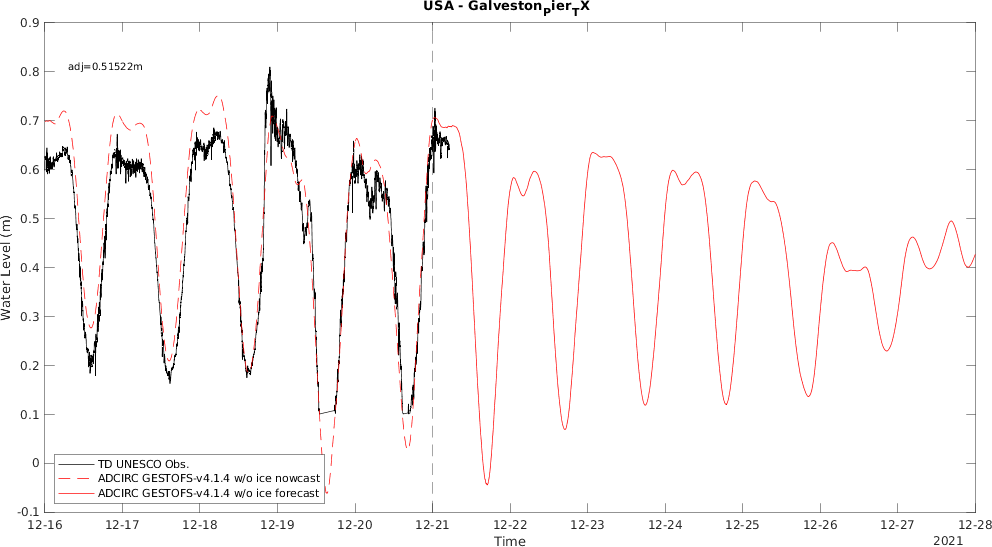 USA - Galveston_Pier_TX
0.9
0.8
0.7
0.6
0.5
0.4
0.3
0.2
0.1
0
-0.1
Water Level (m)
adj=0.51522m
TD UNESCO Obs.
ADCIRC GESTOFS-v4.1.4 w/o ice nowcast
ADCIRC GESTOFS-v4.1.4 w/o ice forecast
12-16 12-17 12-18 12-19 12-20 12-21 12-22 12-23 12-24 12-25 12-26 12-27 12-28
Time
2021